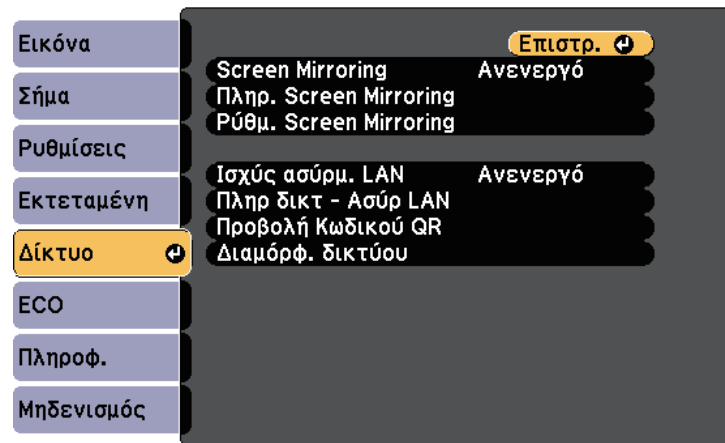 Εικόνα
Σήμα
Ρυθμίσεις
Εκτεταμένη
Δίκτυο
ECO
Πληροφ.
Μηδενισμός
Επιστρ.
Screen Mirroring Ανενεργό
Πληρ. Screen Mirroring
Ρύθμ. Screen Mirroring
Ισχύς ασύρμ. LAN Ανενεργό
Πληρ δικτ - Ασύρ LAN
Προβολή Κωδικού QR
Διαμόρφ. δικτύου